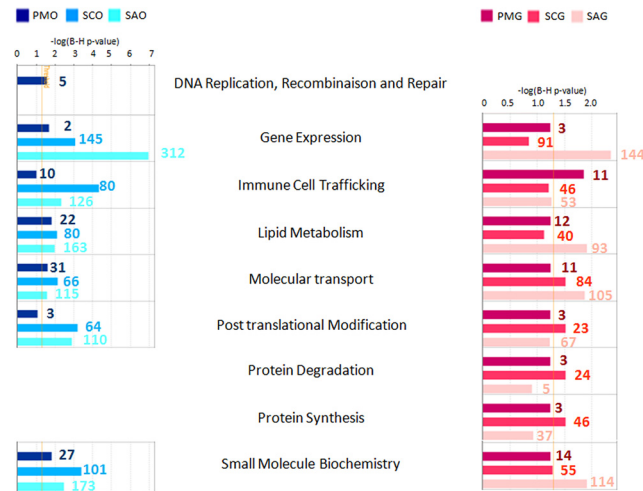 PMO SCO SAO
PMG SCG SAG
-log(B-H p-value)
0 1 2 3 4 5 6 7
-log(B-H p-value)
0 0.5 1.0 1.5 2.0
5
DNA Replication, Recombinaison and Repair
2
145
312
Gene Expression
3
91
144
10
80
126
Immune Cell Trafficking
11
46
53
22
80
163
Lipid Metabolism
12
40
93
31
66
115
Molecular transport
11
84
105
3
64
110
Post translational Modification
3
23
67
Protein Degradation
3
24
5
Protein Synthesis
3
46
37
27
101
173
Small Molecule Biochemistry
14
55
114